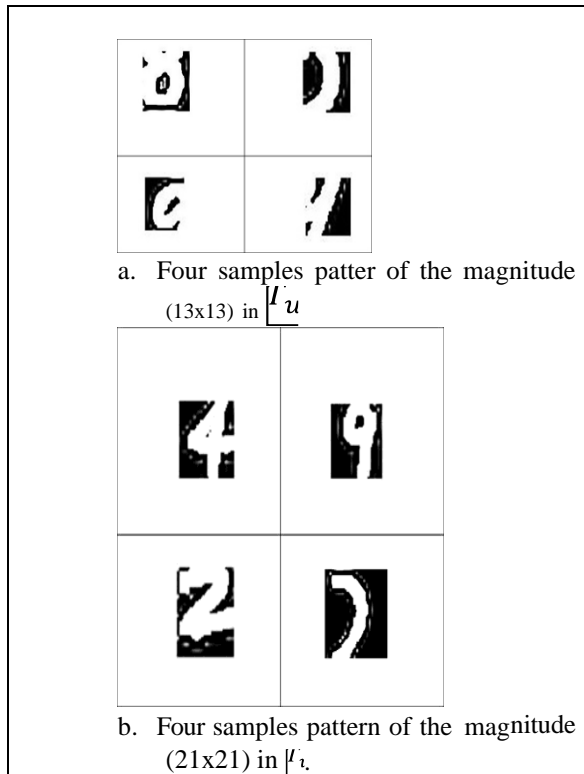 a. Four samples patter of the magnitude
(13x13) in
b. Four samples pattern of the magnitude
(21x21) in